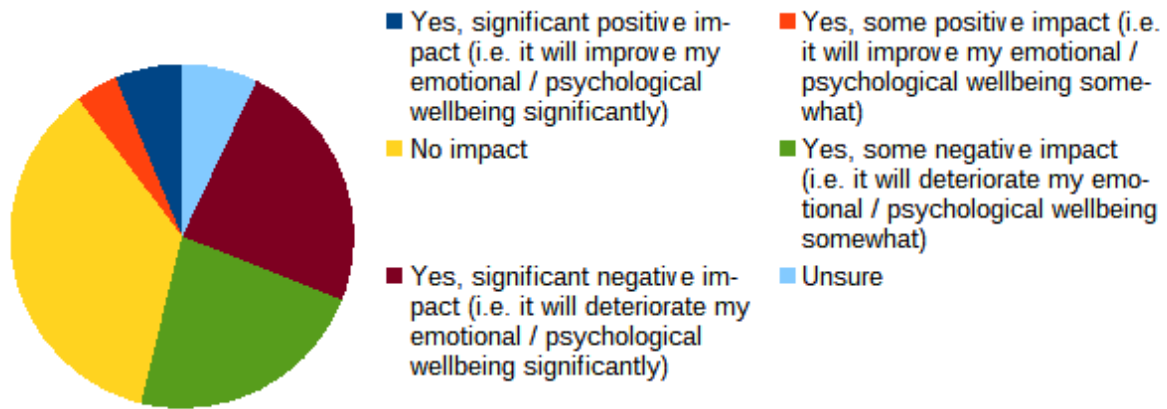 Yes, significant positive im-
pact (i.e. it will improve my
emotional / psychological
wellbeing significantly)
Yes, some positive impact (i.e.
it will improve my emotional /
psychological wellbeing some-
what)
No impact
Yes, some negative impact
(i.e. it will deteriorate my emo-
tional / psychological wellbeing
somewhat)
Yes, significant negative im-
pact (i.e. it will deteriorate my
emotional / psychological
wellbeing significantly)
Unsure